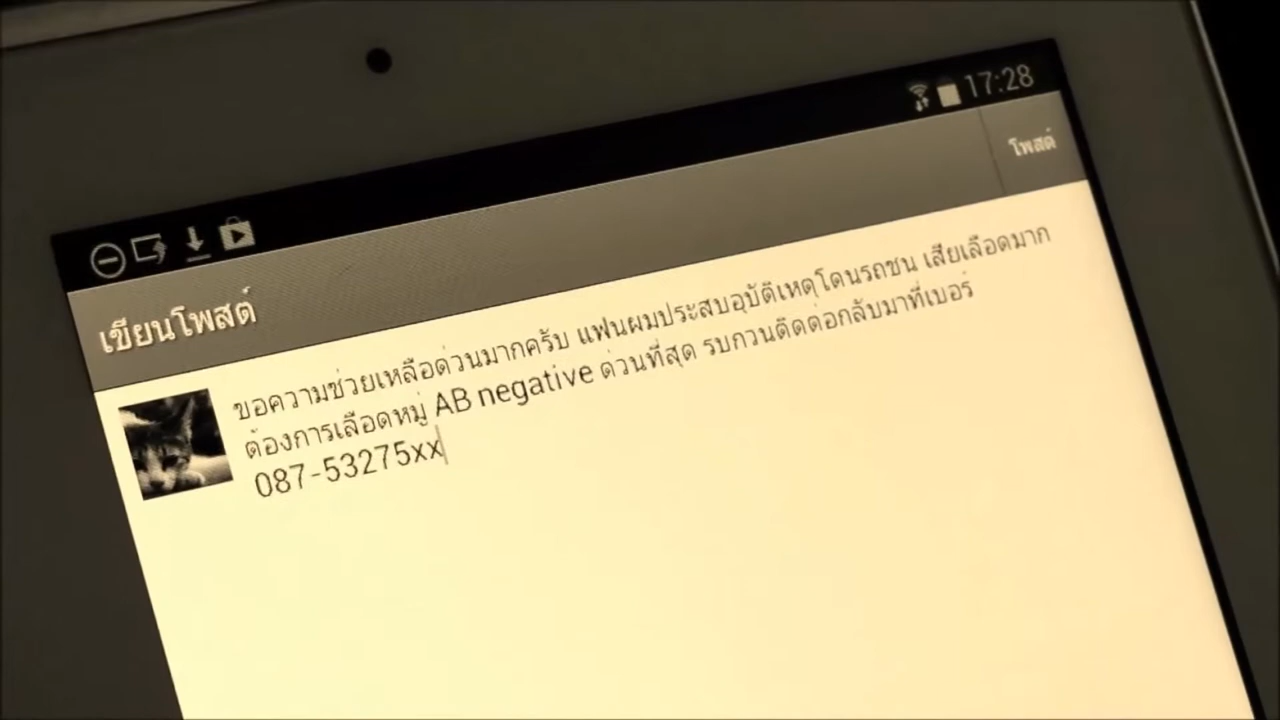 17:28
โพสต์
เขียนโพสต์
ขอความช่วยเหลือด่วนมากครับ แฟนผมประสบอุบัติเหตุโดนรถชน เสียเลือดมาก
ต้องการเลือดหมู่ AB negative ด่วนที่สุด รบกวนติดต่อกลับมาที่เบอร์
087-53275xx